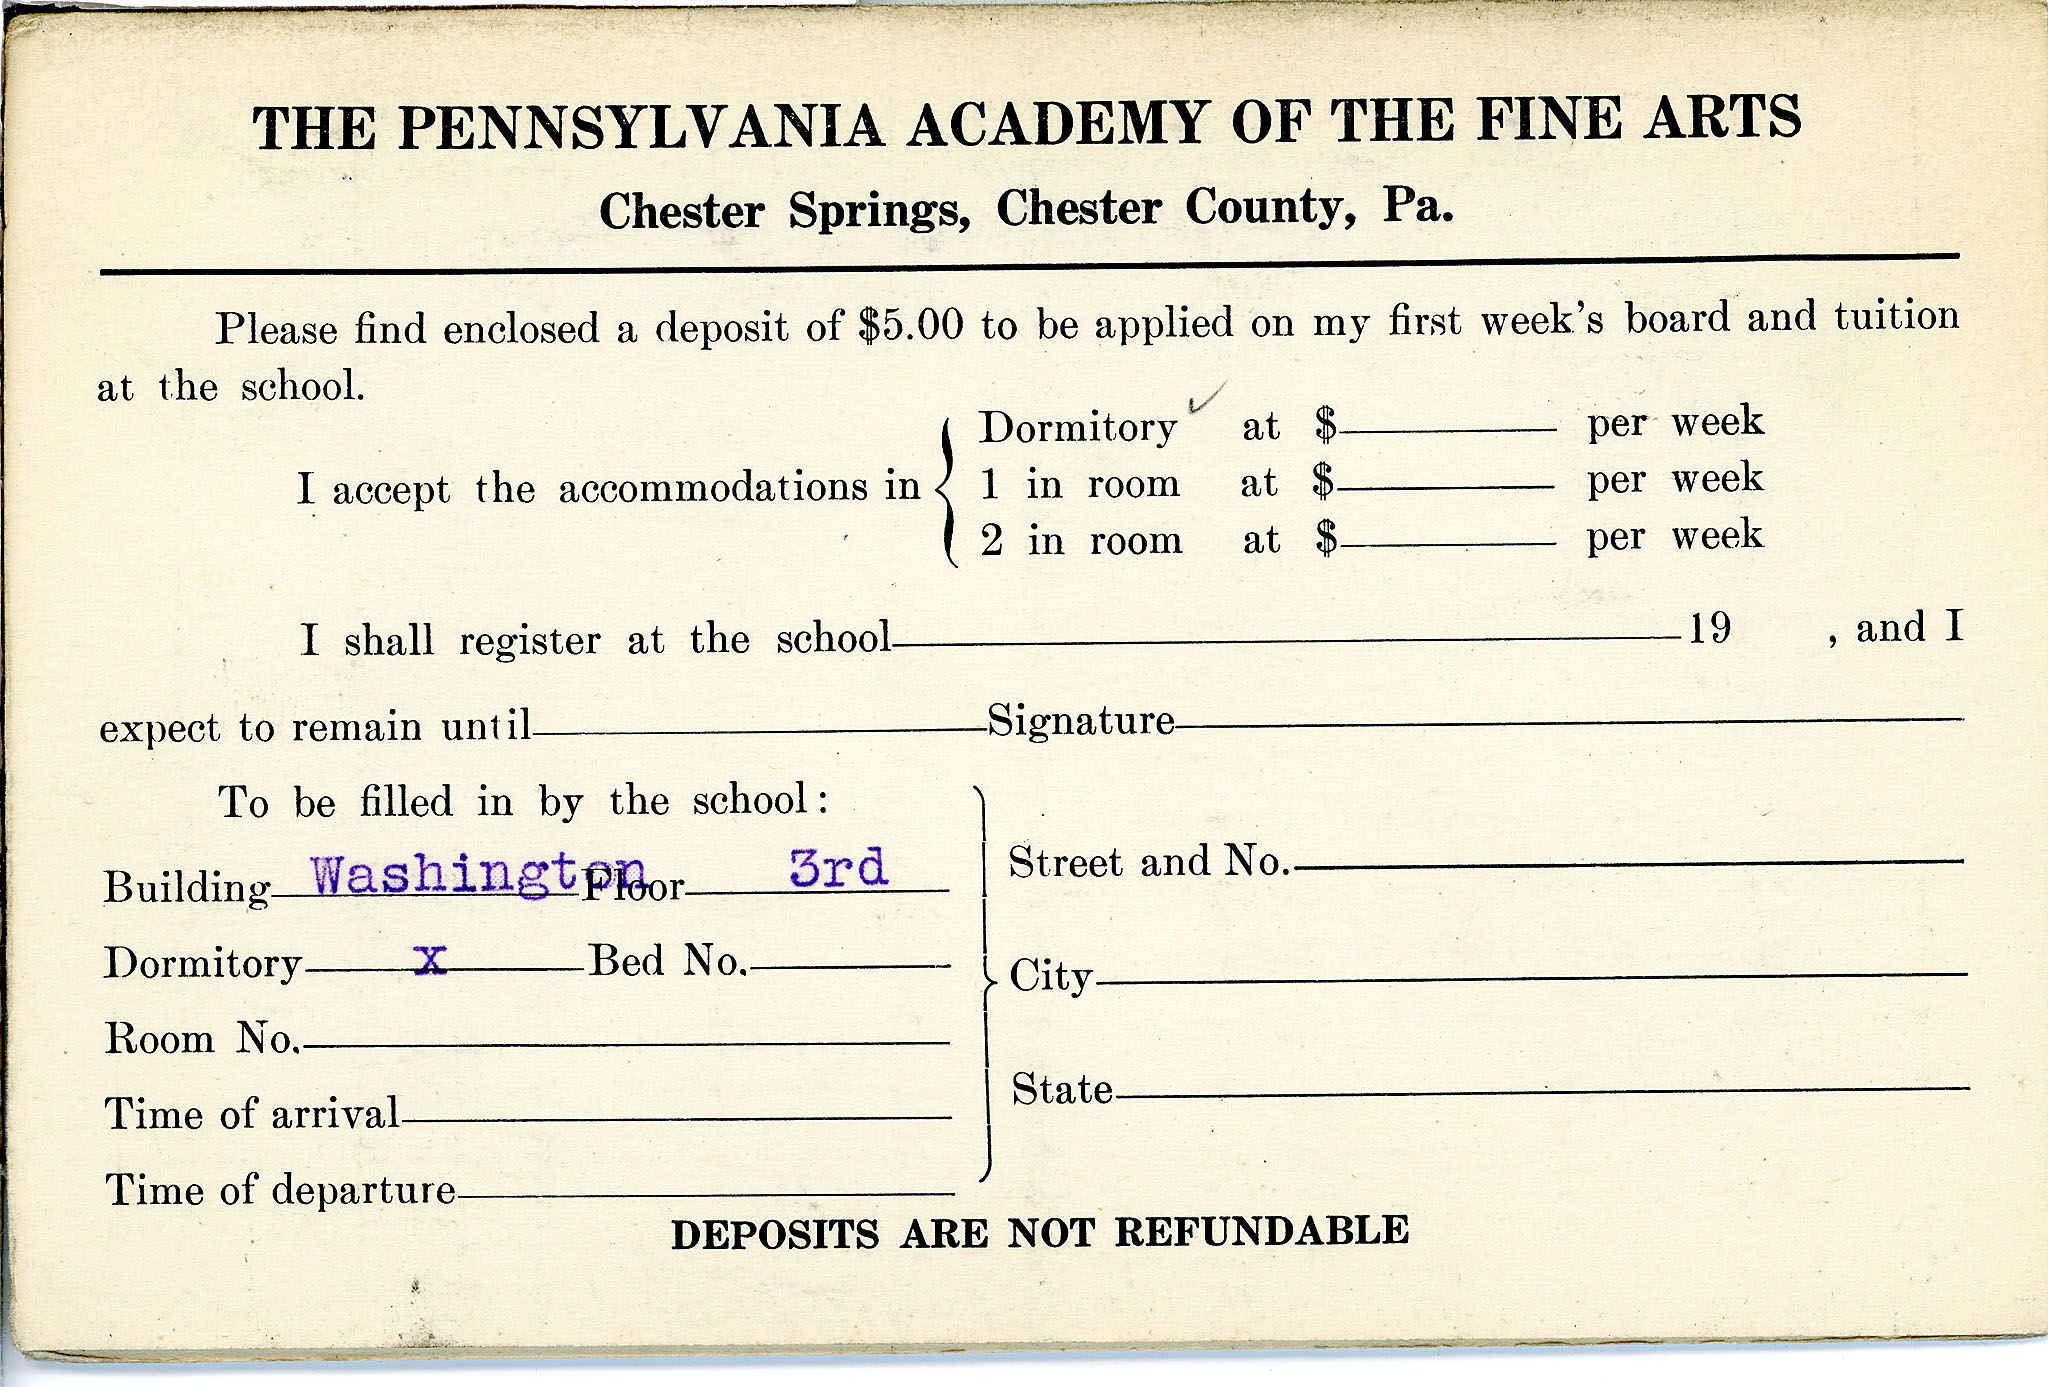 THE PENNSYLVANIA ACADEMY OF THE FINE ARTS
Chester Springs, Chester County, Pa.
Please find enclosed a deposit of $5.00 to be applied on my first week's board and tuition
at the school.
Dormitory ✓ at $ per week
I accept the accommodations in { 1 in room at $ per week
2 in room at $ per week
I shall register at the school 19 , and I
expect to remain until Signature
To be filled in by the school:
Building Washington Floor 3rd
Dormitory x Bed No.
Room No.
Time of arrival
Time of departure
Street and No.
City
State
DEPOSITS ARE NOT REFUNDABLE